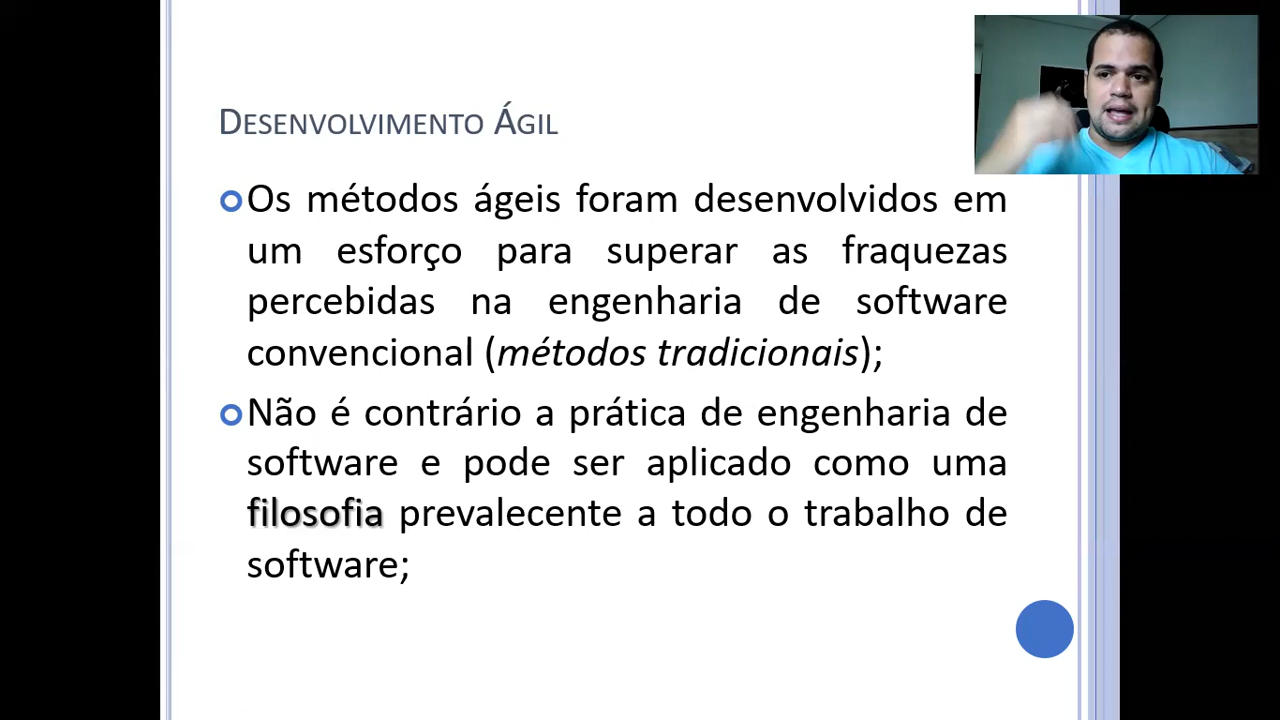 Desenvolvimento Ágil
Os métodos ágeis foram desenvolvidos em
um esforço para superar as fraquezas
percebidas na engenharia de software
convencional (métodos tradicionais);
Não é contrário a prática de engenharia de
software e pode ser aplicado como uma
filosofia prevalecente a todo o trabalho de
software;